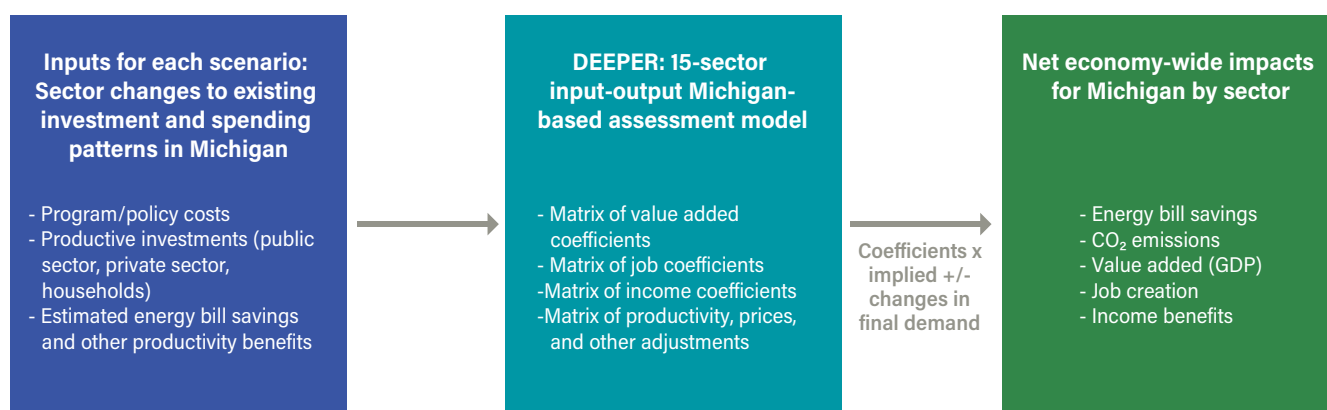 Inputs for each scenario:
Sector changes to existing
investment and spending
patterns in Michigan
- Program/policy costs
- Productive investments (public
sector, private sector,
households)
- Estimated energy bill savings
and other productivity benefits
DEEPER: 15-sector
input-output Michigan-
based assessment model
- Matrix of value added
coefficients
- Matrix of job coefficients
-Matrix of income coefficients
-Matrix of productivity, prices,
and other adjustments
Coefficients x
implied +/-
changes in
final demand
Net economy-wide impacts
for Michigan by sector
- Energy bill savings
- CO₂ emissions
- Value added (GDP)
- Job creation
- Income benefits